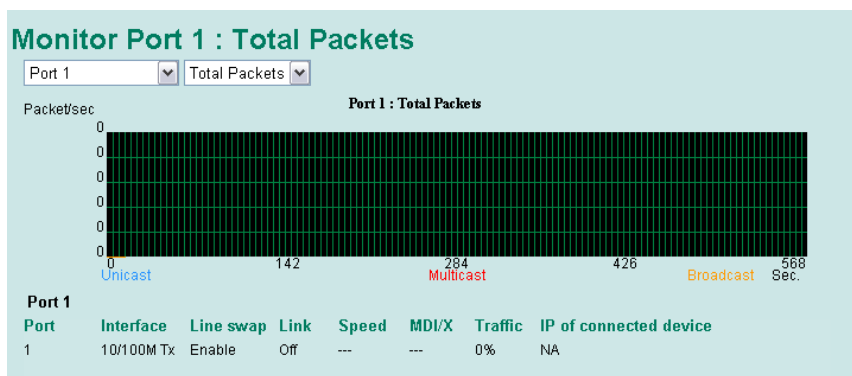 Monitor Port 1 : Total Packets
Port 1 Total Packets
Packet/sec
Port 1 : Total Packets
0
0
0
0
0
0
0 142 284 426 568
Unicast Multicast Broadcast Sec.
Port 1
Port Interface Line swap Link Speed MDI/X Traffic IP of connected device
1 10/100M Tx Enable Off --- --- 0% NA